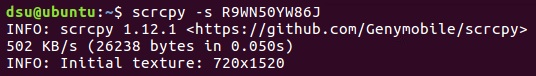 dsu@ubuntu:~$ scrcpy -s R9WN50YW86J
INFO: scrcpy 1.12.1 <https://github.com/Genymobile/scrcpy>
502 KB/s (26238 bytes in 0.050s)
INFO: Initial texture: 720x1520